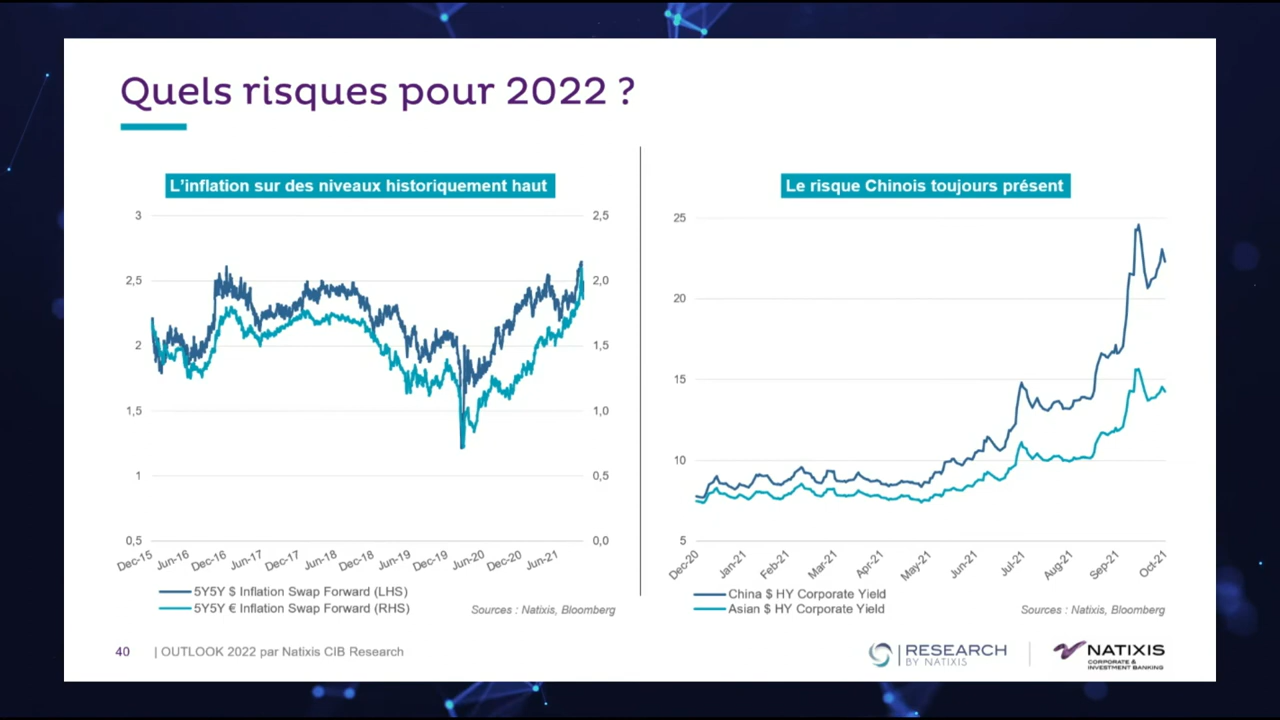 Quels risques pour 2022 ?
L'inflation sur des niveaux historiquement haut
3
2,5
2
1,5
1
0,5
2,5
2,0
1,5
1,0
0,5
0,0
Dec-15
Jun-16
Dec-16
Jun-17
Dec-17
Jun-18
Dec-18
Jun-19
Dec-19
Jun-20
Dec-20
Jun-21
5Y5Y $ Inflation Swap Forward (LHS)
5Y5Y € Inflation Swap Forward (RHS)
Sources : Natixis, Bloomberg
Le risque Chinois toujours présent
25
20
15
10
5
Dec-20
Jan-21
Feb-21
Mar-21
Apr-21
May-21
Jun-21
Jul-21
Aug-21
Sep-21
Oct-21
China $ HY Corporate Yield
Asian $ HY Corporate Yield
Sources : Natixis, Bloomberg
40 | OUTLOOK 2022 par Natixis CIB Research
RESEARCH
BY NATIXIS
NATIXIS
CORPORATE &
INVESTMENT BANKING